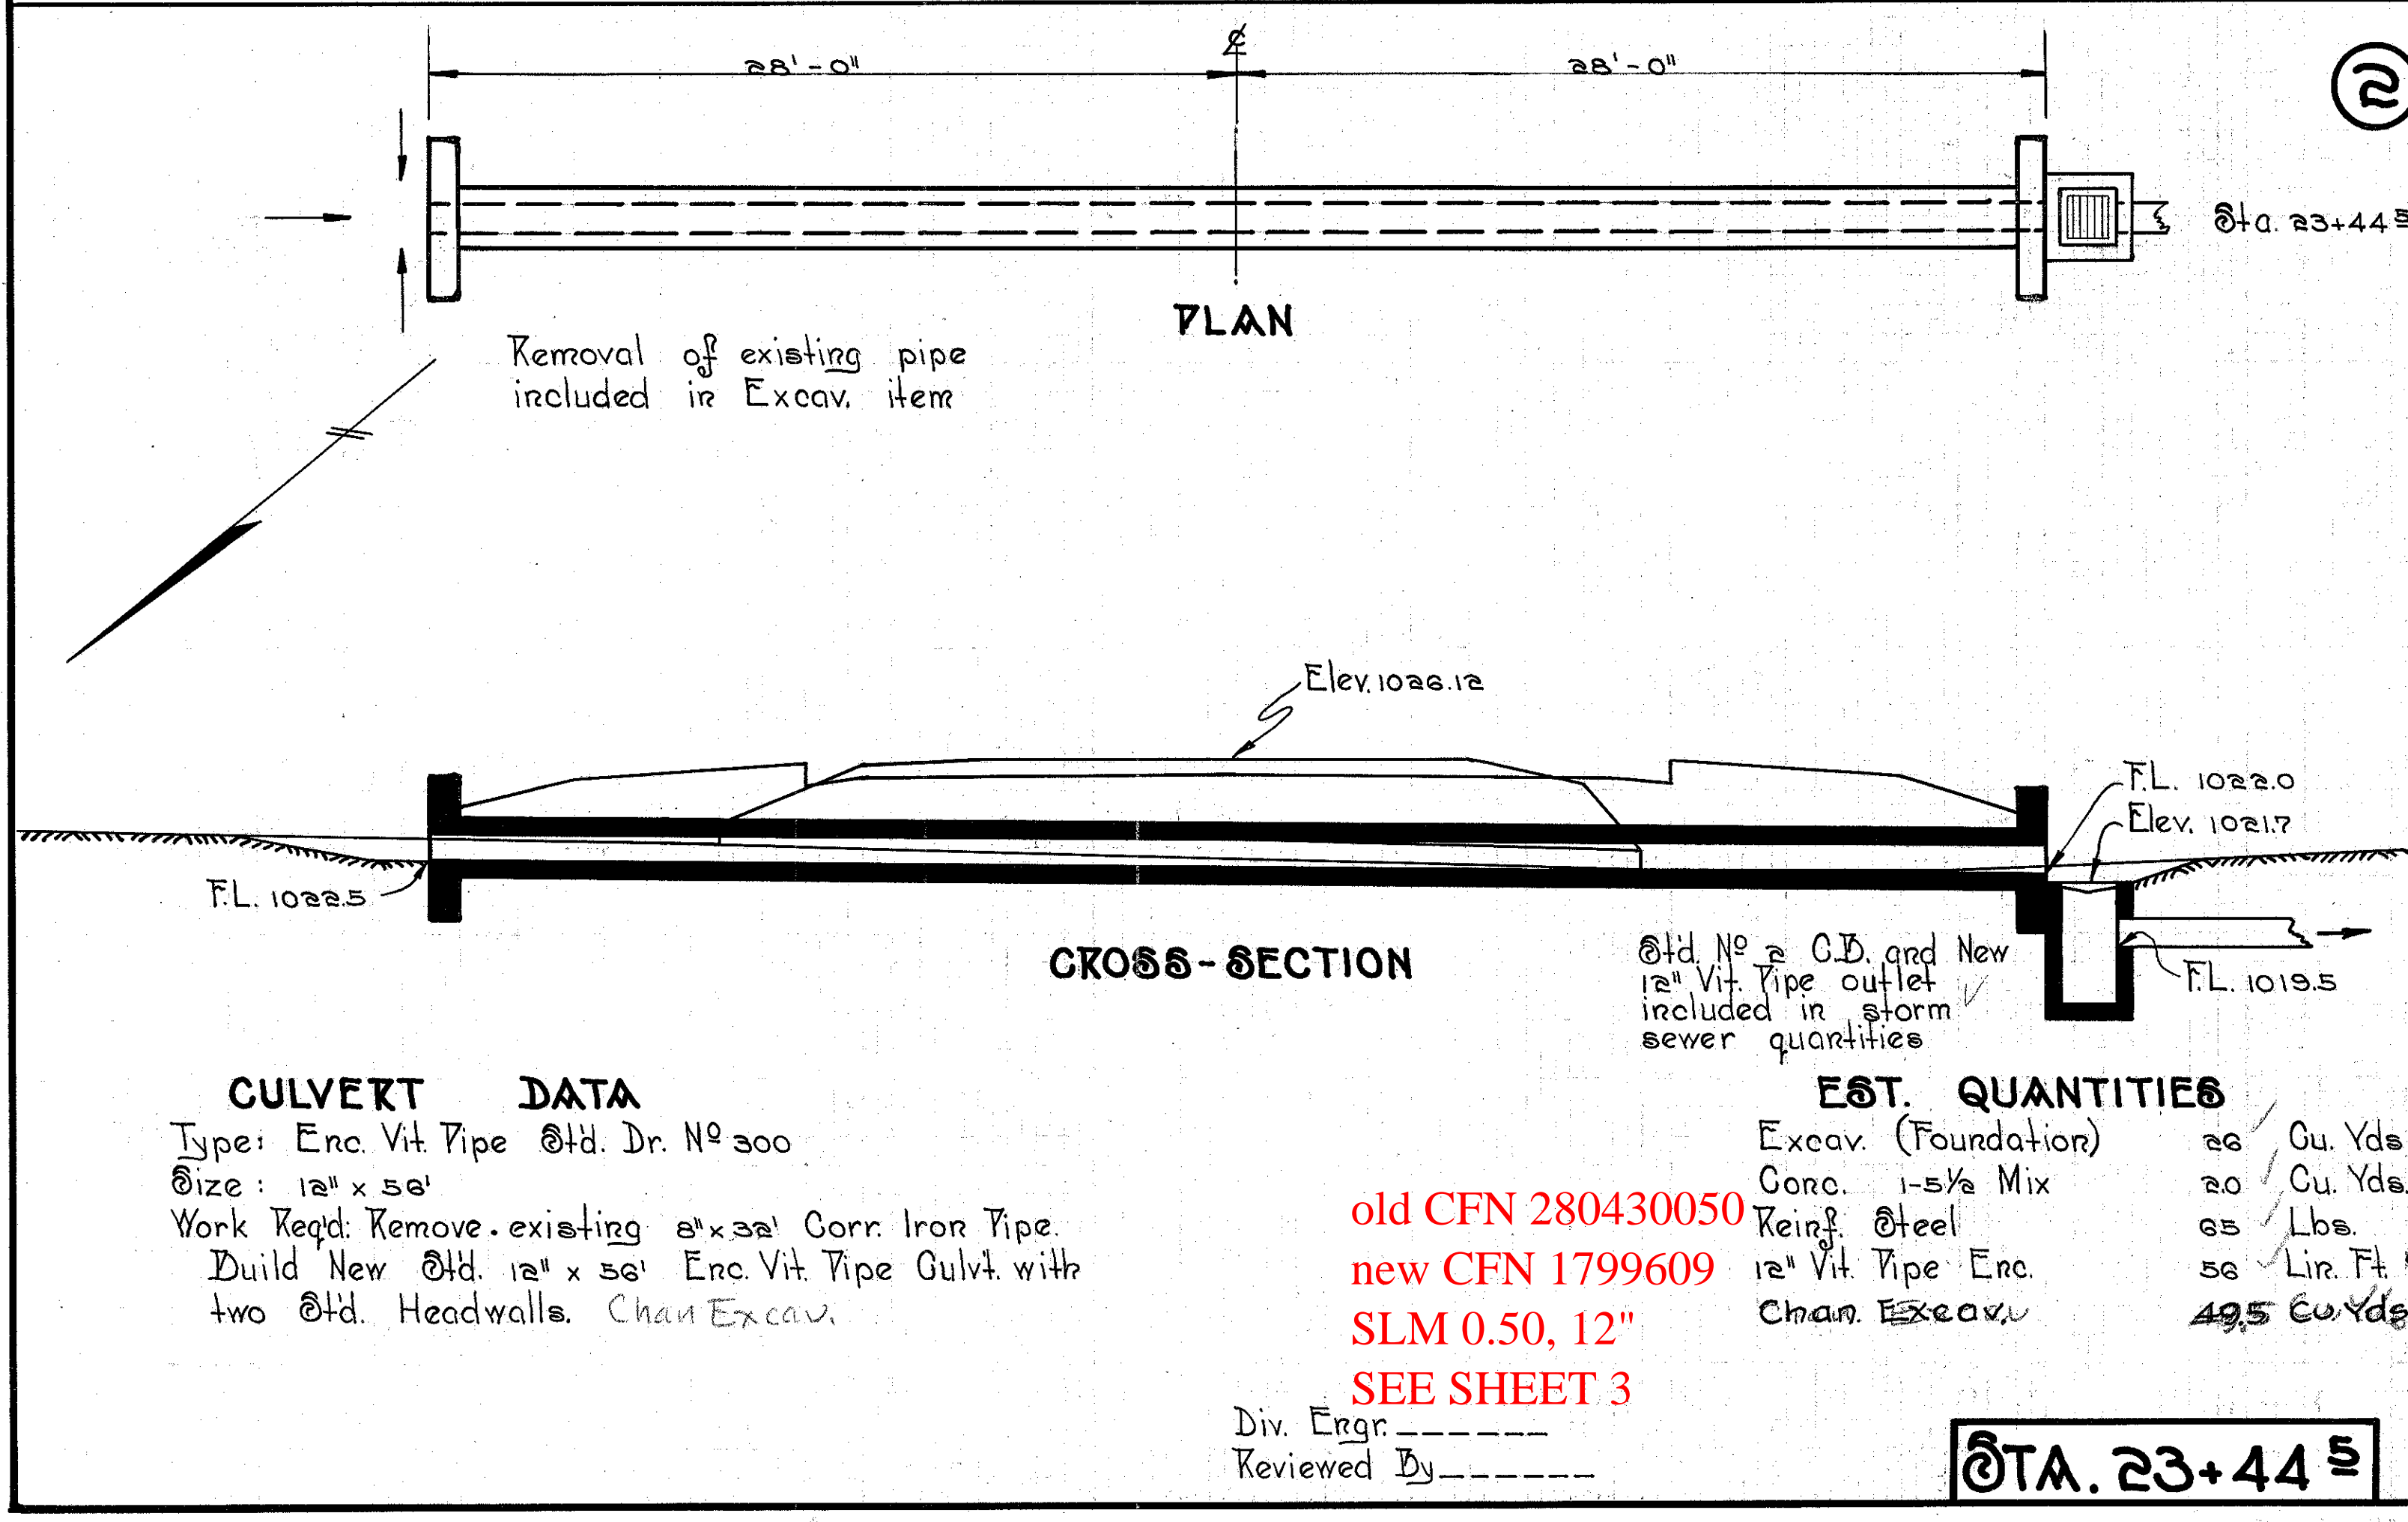 28'-0"
℄
28'-0"
2
Sta. 23+44⁵
PLAN
Removal of existing pipe
included in Excav. item
Elev. 1026.12
F.L. 1022.0
Elev. 1021.7
F.L. 1022.5
CROSS-SECTION
Std. Nº 2 C.B. and New
12" Vit. Pipe outlet
included in storm
sewer quantities
F.L. 1019.5
CULVERT DATA
Type: Enc. Vit. Pipe Std. Dr. Nº 300
Size: 12" x 56'
Work Req'd: Remove existing 8" x 32' Corr. Iron Pipe.
Build New Std. 12" x 56' Enc. Vit. Pipe Culvt. with
two Std. Headwalls. Chan Excav.
EST. QUANTITIES
Excav. (Foundation) 26 Cu. Yds
Conc. 1-5½ Mix 2.0 Cu. Yds.
Reinf. Steel 65 Lbs.
12" Vit. Pipe Enc. 56 Lin. Ft.
Chan. Excav. 49.5 Cu. Yds
old CFN 280430050
new CFN 1799609
SLM 0.50, 12"
SEE SHEET 3
Div. Engr.
Reviewed By
STA. 23+44⁵